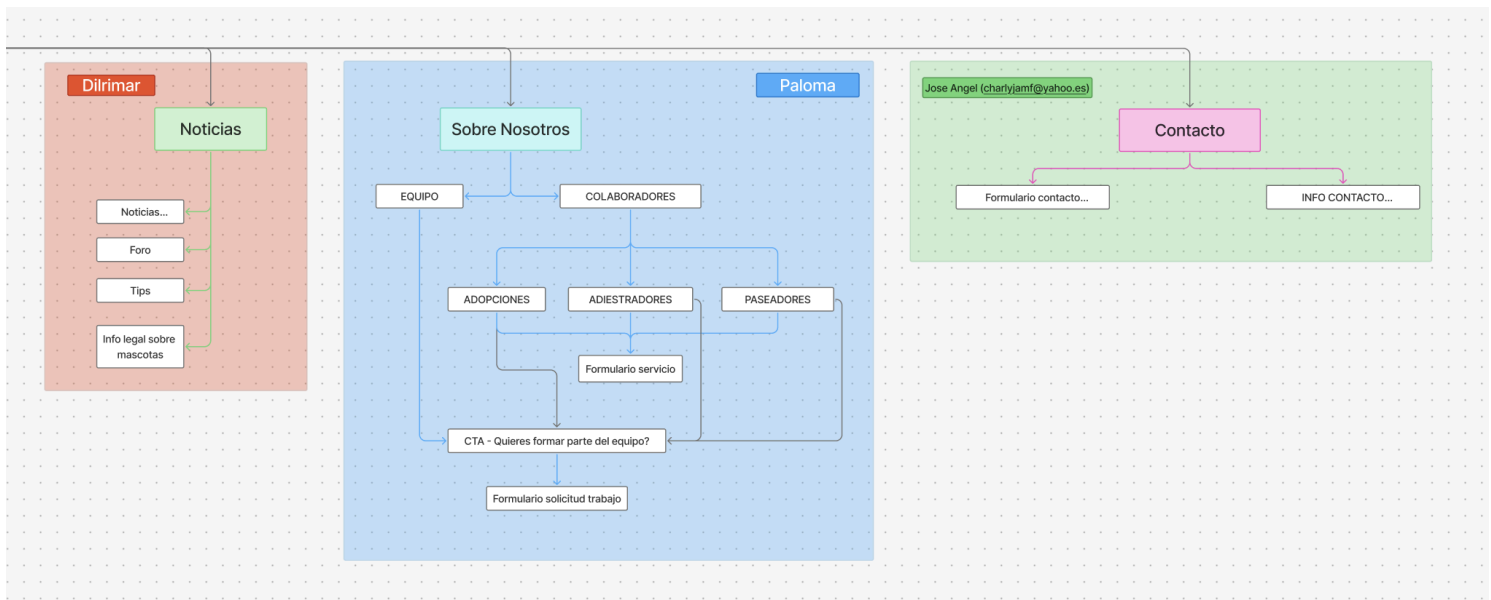 Dilrimar
Noticias
Noticias...
Foro
Tips
Info legal sobre
mascotas
Paloma
Sobre Nosotros
EQUIPO
COLABORADORES
ADOPCIONES
ADIESTRADORES
PASEADORES
Formulario servicio
CTA - Quieres formar parte del equipo?
Formulario solicitud trabajo
Jose Angel (charlyjamf@yahoo.es)
Contacto
Formulario contacto...
INFO CONTACTO...